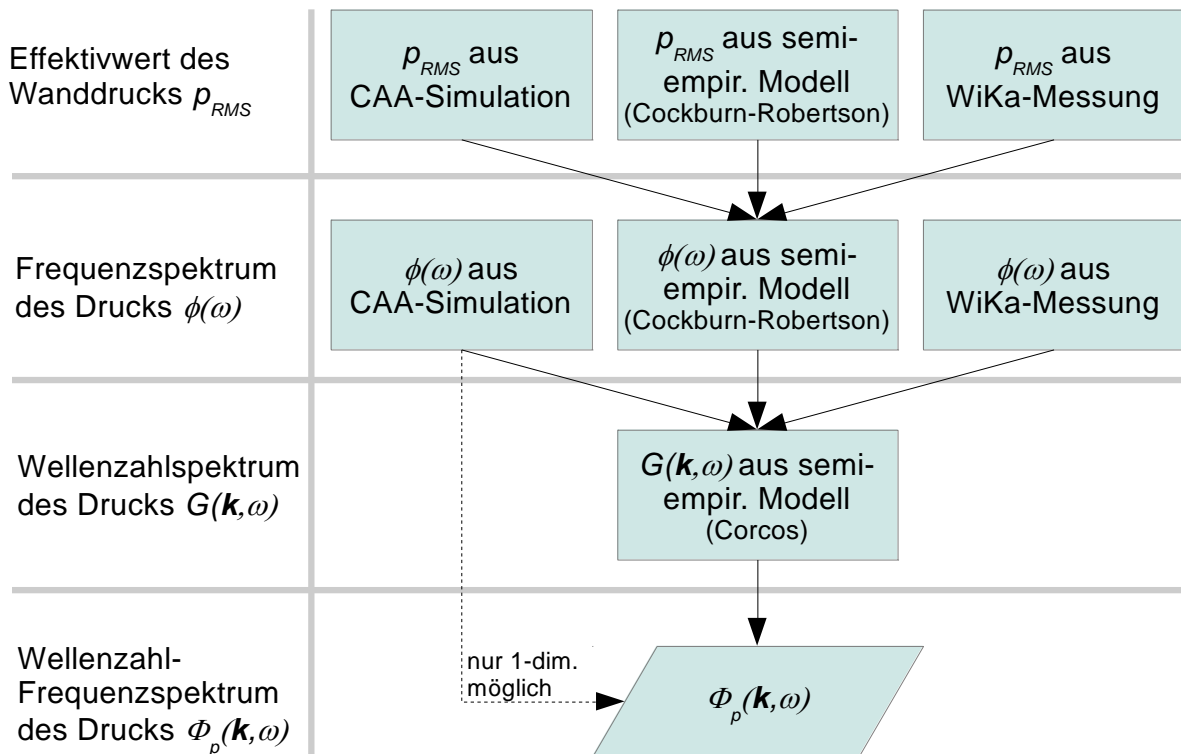 Effektivwert des
Wanddrucks p_RMS
p_RMS aus
CAA-Simulation
p_RMS aus semi-
empir. Modell
(Cockburn-Robertson)
p_RMS aus
WiKa-Messung
Frequenzspektrum
des Drucks ϕ(ω)
ϕ(ω) aus
CAA-Simulation
ϕ(ω) aus semi-
empir. Modell
(Cockburn-Robertson)
ϕ(ω) aus
WiKa-Messung
Wellenzahlspektrum
des Drucks G(k,ω)
G(k,ω) aus semi-
empir. Modell
(Corcos)
Wellenzahl-
Frequenzspektrum
des Drucks Φ_p(k,ω)
nur 1-dim.
möglich
Φ_p(k,ω)